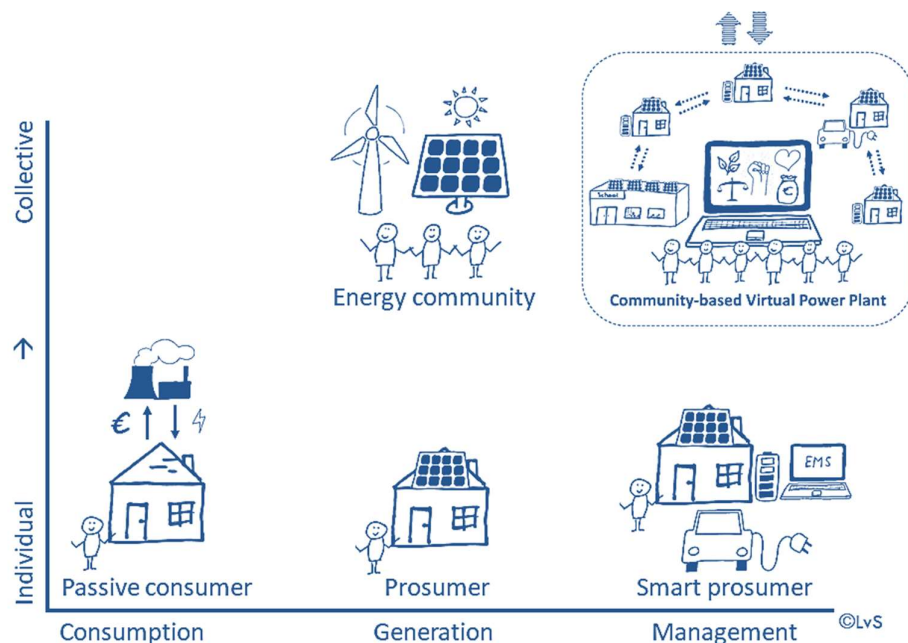 Collective
↑
Individual
School
€
Community-based Virtual Power Plant
Energy community
€
EMS
Passive consumer
Prosumer
Smart prosumer
Consumption
Generation
Management
©LvS